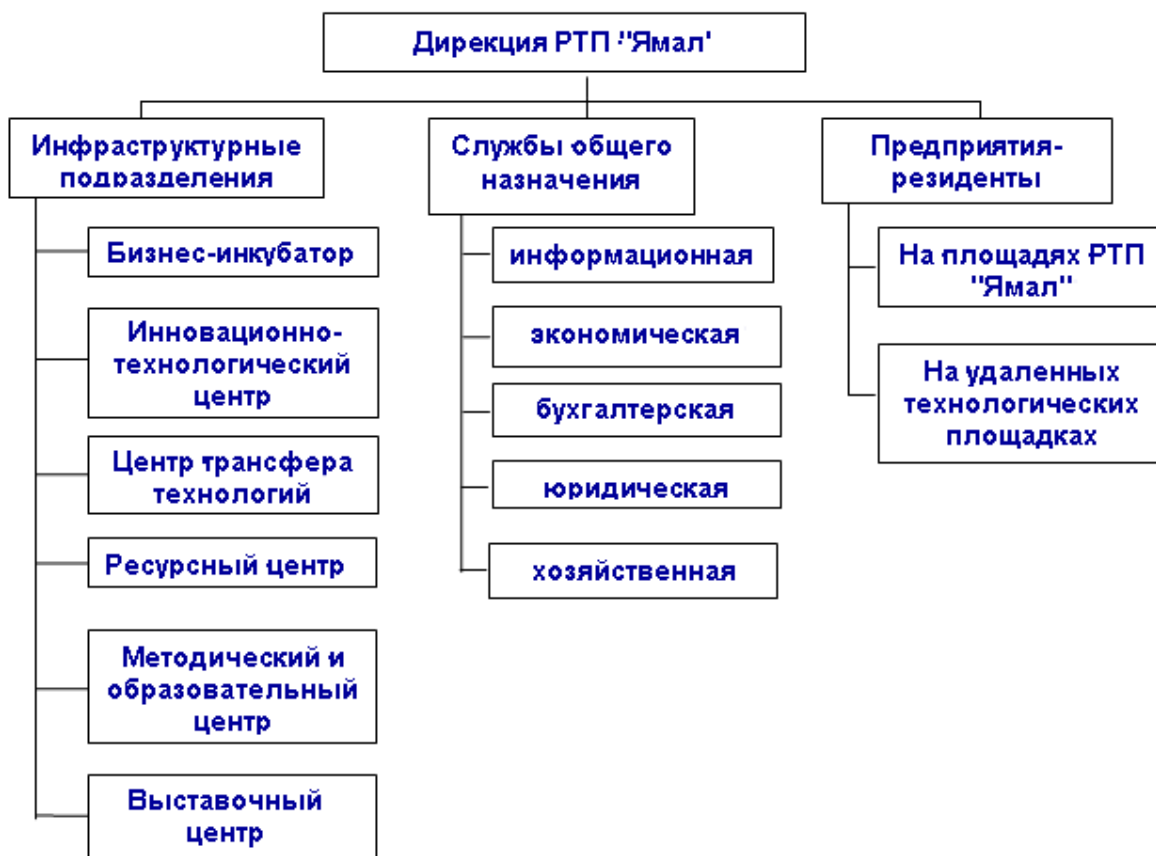 Дирекция РТП "Ямал"
Инфраструктурные
подразделения
Бизнес-инкубатор
Инновационно-
технологический
центр
Центр трансфера
технологий
Ресурсный центр
Методический и
образовательный
центр
Выставочный
центр
Службы общего
назначения
информационная
экономическая
бухгалтерская
юридическая
хозяйственная
Предприятия-
резиденты
На площадях РТП
"Ямал"
На удаленных
технологических
площадках